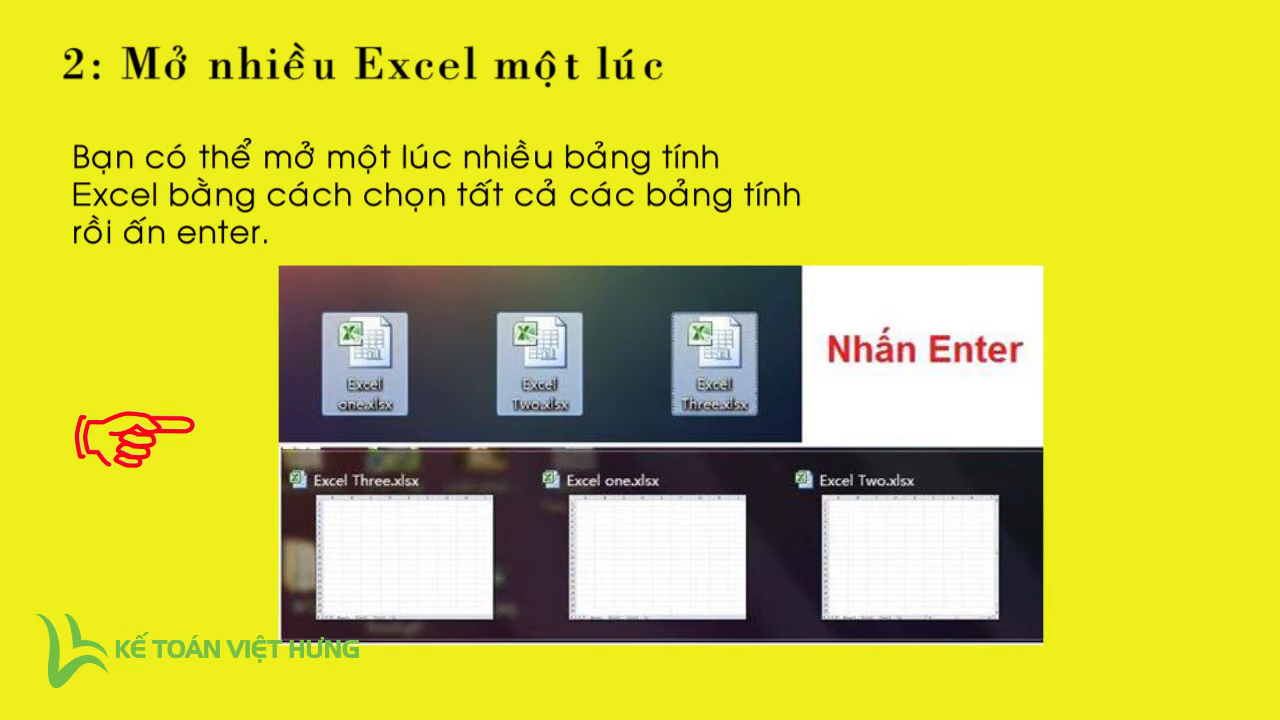 2: Mở nhiều Excel một lúc
Bạn có thể mở một lúc nhiều bảng tính
Excel bằng cách chọn tất cả các bảng tính
rồi ấn enter.
Excel
one.xlsx
Excel
Two.xlsx
Excel
Three.xlsx
Nhấn Enter
Excel Three.xlsx
Excel one.xlsx
Excel Two.xlsx
KẾ TOÁN VIỆT HƯNG